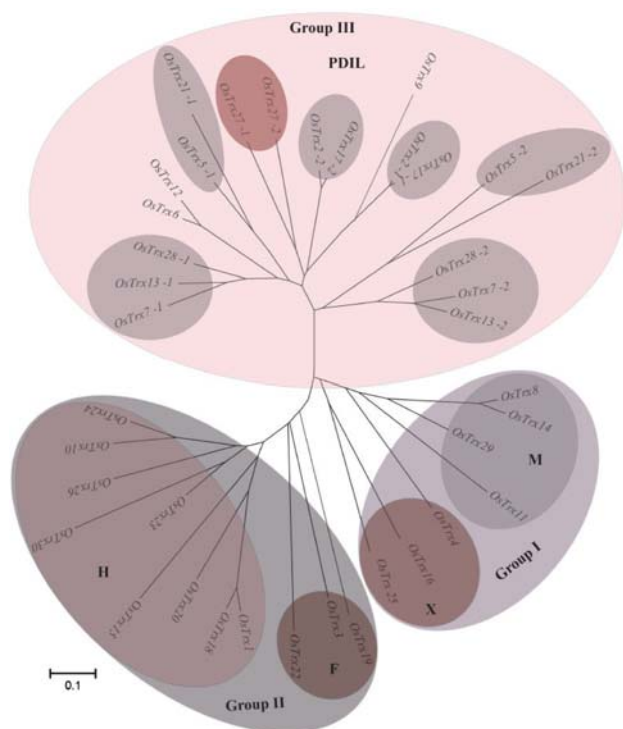 Group III
PDIL
OsTrx9
OsTrx21 -1
OsTrx5 -1
OsTrx27 -1
OsTrx27 -2
OsTrx2 -2
OsTrx17 -2
OsTrx2 -1
OsTrx17 -1
OsTrx5 -2
OsTrx21 -2
OsTrx12
OsTrx6
OsTrx28 -1
OsTrx13 -1
OsTrx7 -1
OsTrx28 -2
OsTrx7 -2
OsTrx13 -2
OsTrx24
OsTrx10
OsTrx26
OsTrx30
OsTrx23
OsTrx15
OsTrx20
OsTrx18
OsTrx1
H
OsTrx22
OsTrx3
OsTrx19
F
Group II
OsTrx8
OsTrx14
OsTrx29
M
OsTrx11
OsTrx4
OsTrx16
OsTrx 25
X
Group I
0.1